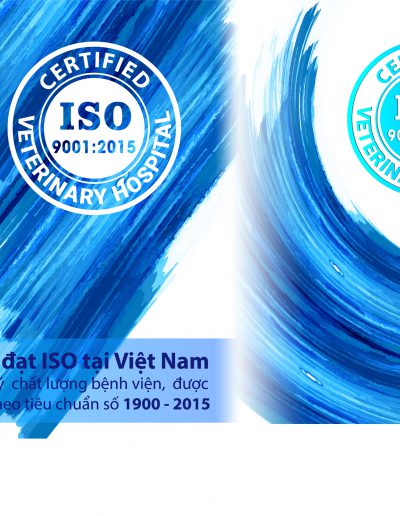 CERTIFIED
ISO
9001:2015
VETERINARY HOSPITAL
đạt ISO tại Việt Nam
chất lượng bệnh viện, được
tiêu chuẩn số 1900 - 2015